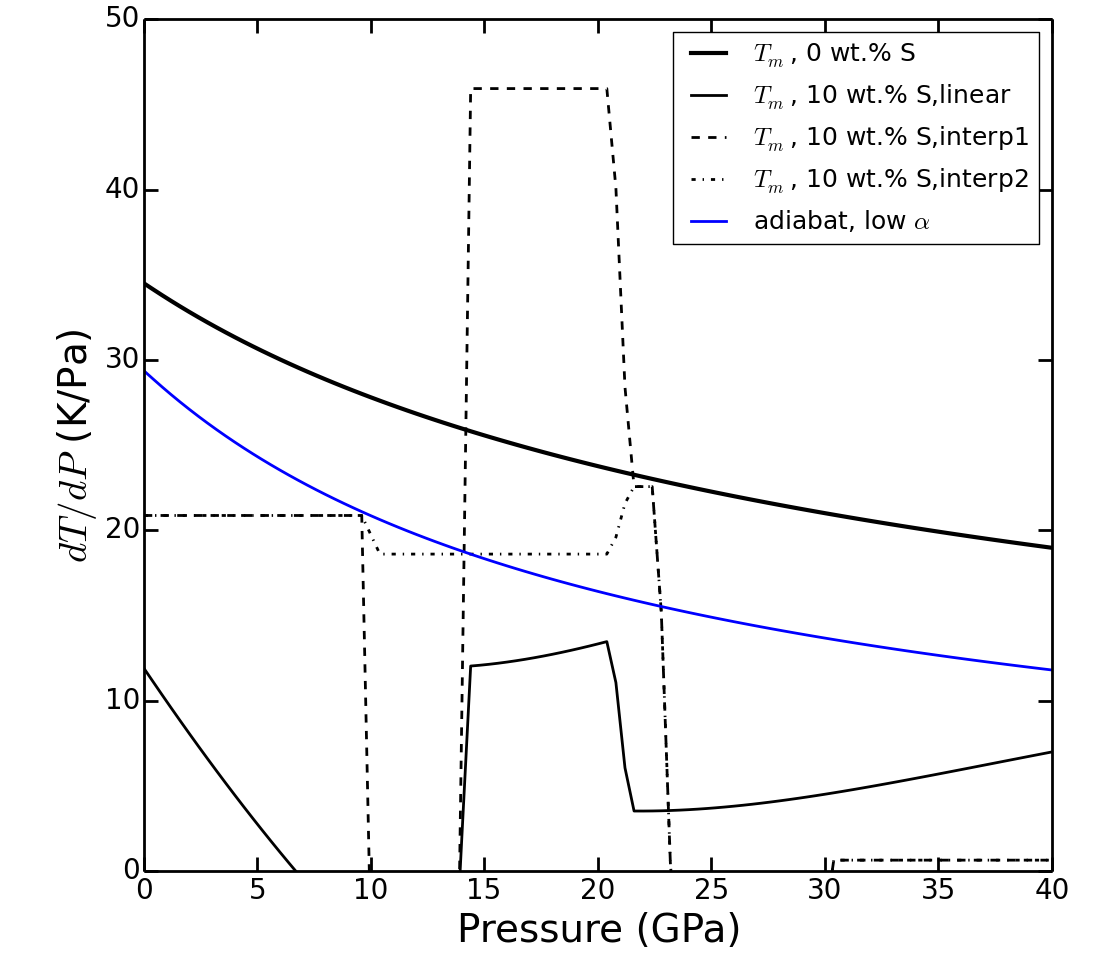 50
40
30
20
10
0
dT/dP (K/Pa)
T_m , 0 wt.% S
T_m , 10 wt.% S,linear
T_m , 10 wt.% S,interp1
T_m , 10 wt.% S,interp2
adiabat, low α
0 5 10 15 20 25 30 35 40
Pressure (GPa)